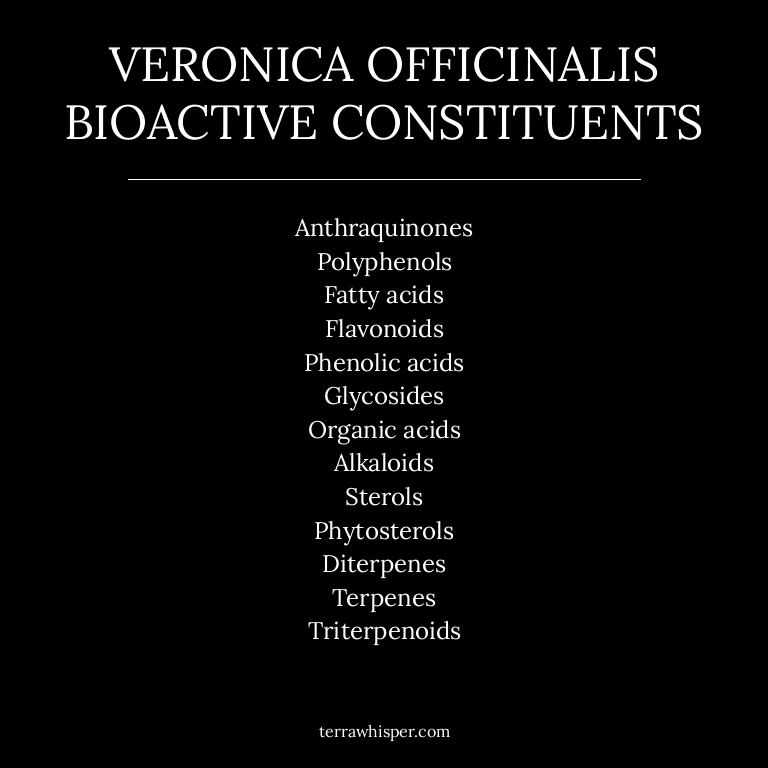 VERONICA OFFICINALIS
BIOACTIVE CONSTITUENTS
Anthraquinones
Polyphenols
Fatty acids
Flavonoids
Phenolic acids
Glycosides
Organic acids
Alkaloids
Sterols
Phytosterols
Diterpenes
Terpenes
Triterpenoids
terrawhisper.com